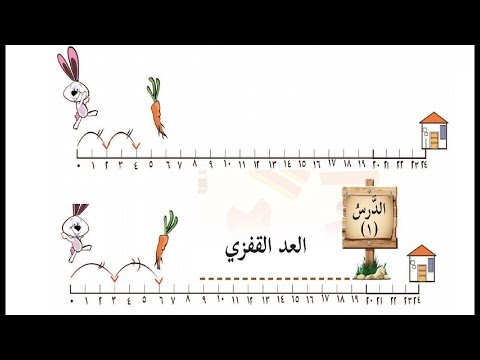 ٠ ١ ٢ ٣ ٤ ٥ ٦ ٧ ٨ ٩ ١٠ ١١ ١٢ ١٣ ١٤ ١٥ ١٦ ١٧ ١٨ ١٩ ٢٠ ٢١ ٢٢ ٢٣ ٢٤
الدَّرسُ
(١)
العد القفزي
٠ ١ ٢ ٣ ٤ ٥ ٦ ٧ ٨ ٩ ١٠ ١١ ١٢ ١٣ ١٤ ١٥ ١٦ ١٧ ١٨ ١٩ ٢٠ ٢١ ٢٢ ٢٣ ٢٤